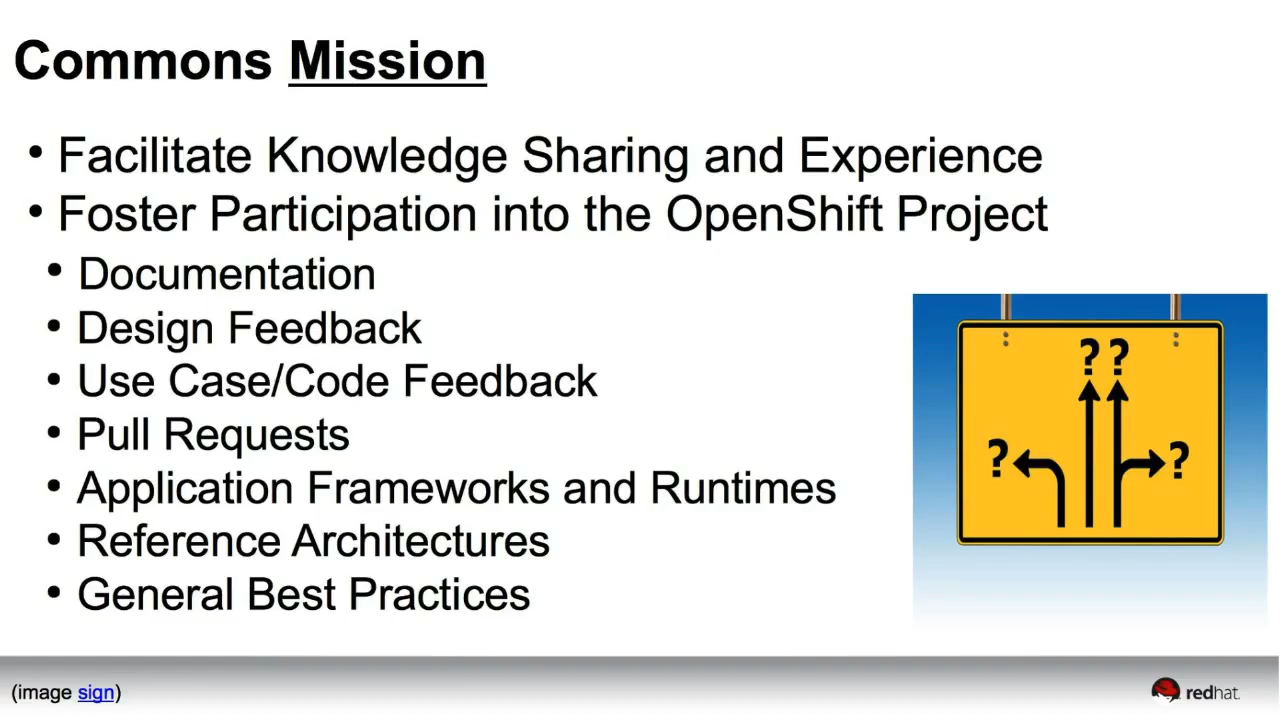 Commons Mission
• Facilitate Knowledge Sharing and Experience
• Foster Participation into the OpenShift Project
• Documentation
• Design Feedback
• Use Case/Code Feedback
• Pull Requests
• Application Frameworks and Runtimes
• Reference Architectures
• General Best Practices
? ?
? ?
(image sign)
redhat.